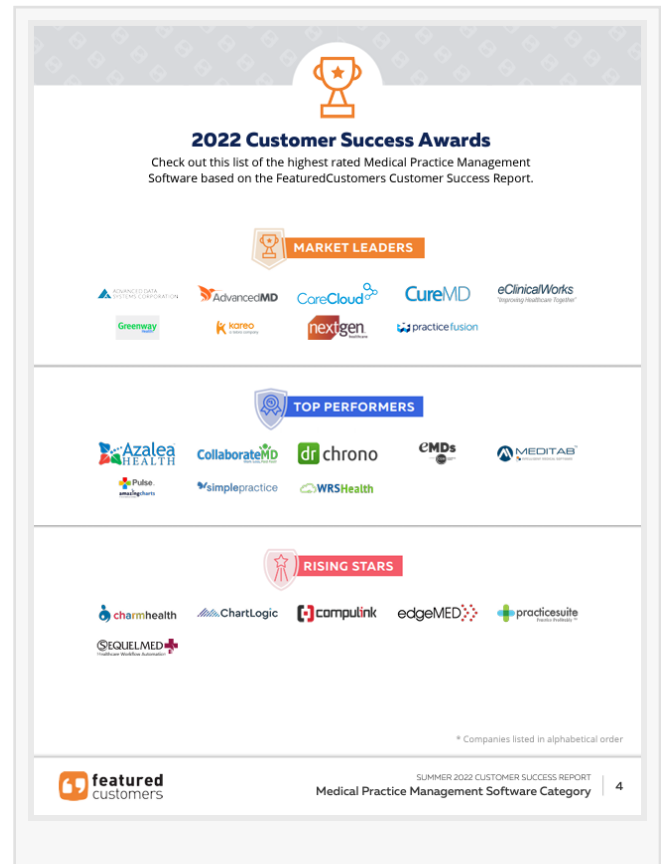 2022 Customer Success Awards
Check out this list of the highest rated Medical Practice Management
Software based on the FeaturedCustomers Customer Success Report.
MARKET LEADERS
ADVANCED DATA
SYSTEMS CORPORATION
AdvancedMD
CareCloud
CureMD
eClinicalWorks
"Improving Healthcare Together"
Greenway
kareo
nextgen
healthcare
practice fusion
TOP PERFORMERS
Azalea
HEALTH
CollaborateMD
dr chrono
eMDs
MEDITAB
Pulse
amazingcharts
simplepractice
WRSHealth
RISING STARS
charmhealth
ChartLogic
compulink
edgeMED
practicesuite
SEQUELMED
Healthcare Workflow Automation
* Companies listed in alphabetical order
featured
customers
SUMMER 2022 CUSTOMER SUCCESS REPORT
Medical Practice Management Software Category
4